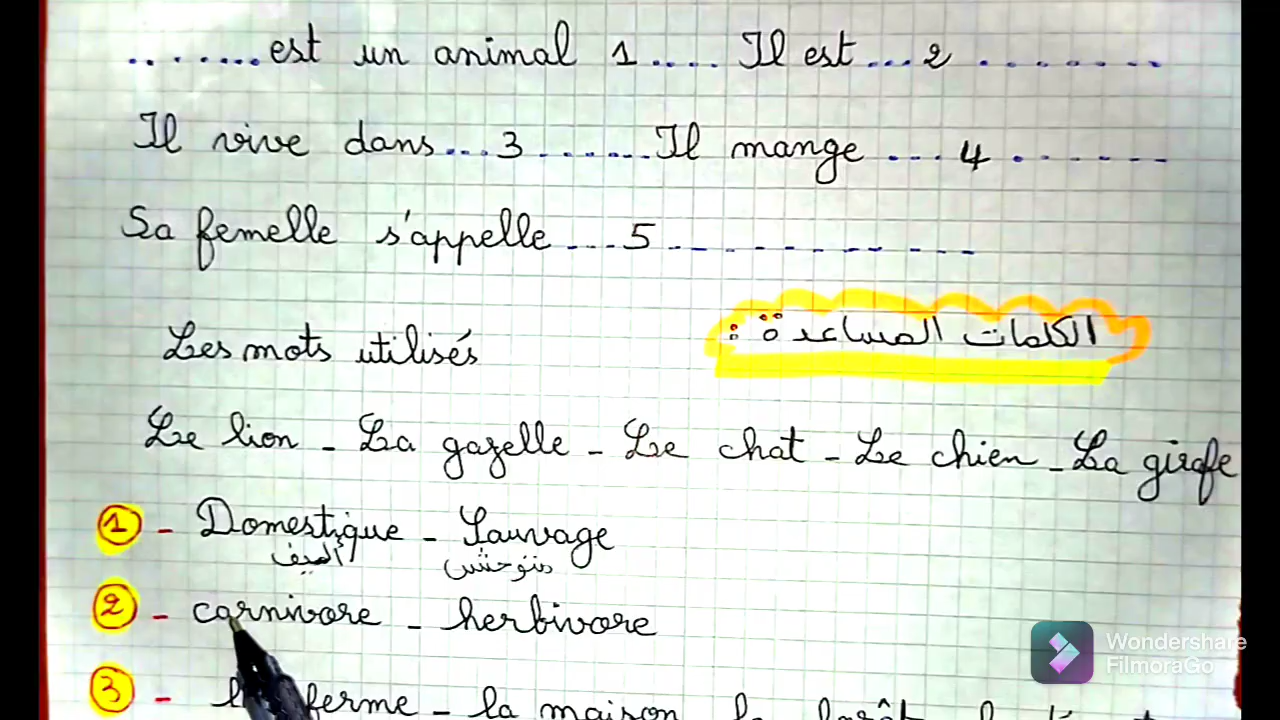 ........est un animal 1.... Il est ...2 ........
Il vive dans...3.......Il mange ...4.......
Sa femelle s'appelle ...5...........
Les mots utilisés
الكلمات المساعدة :
Le lion - La gazelle - Le chat - Le chien - La girafe
1 - Domestique - Sauvage
أليف متوحش
2 - carnivore - herbivore
3 - la ferme - la maison
Wondershare
FilmoraGo